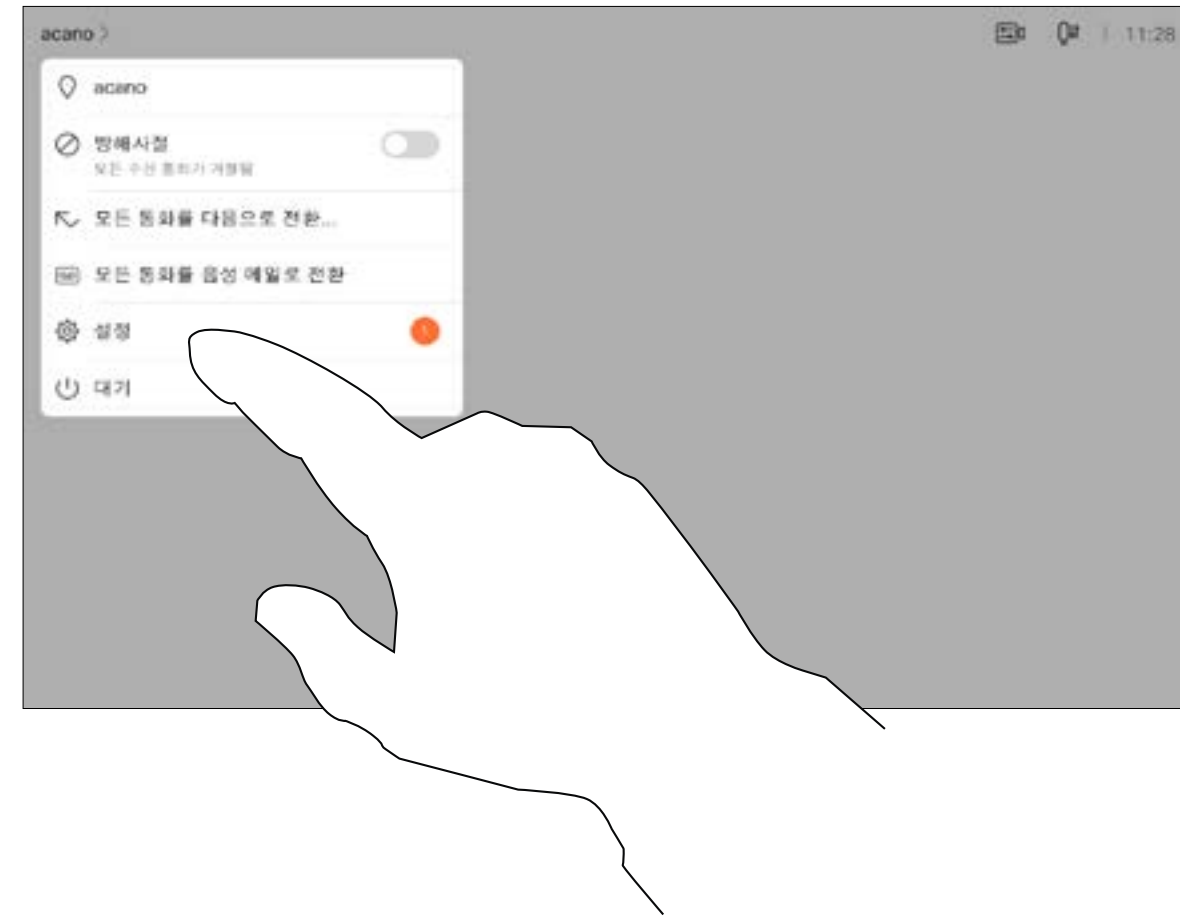 acano >
11:28
acano
방해사절
모든 수신 통화가 거절됨
모든 통화를 다음으로 전환...
모든 통화를 음성 메일로 전환
설정
대기